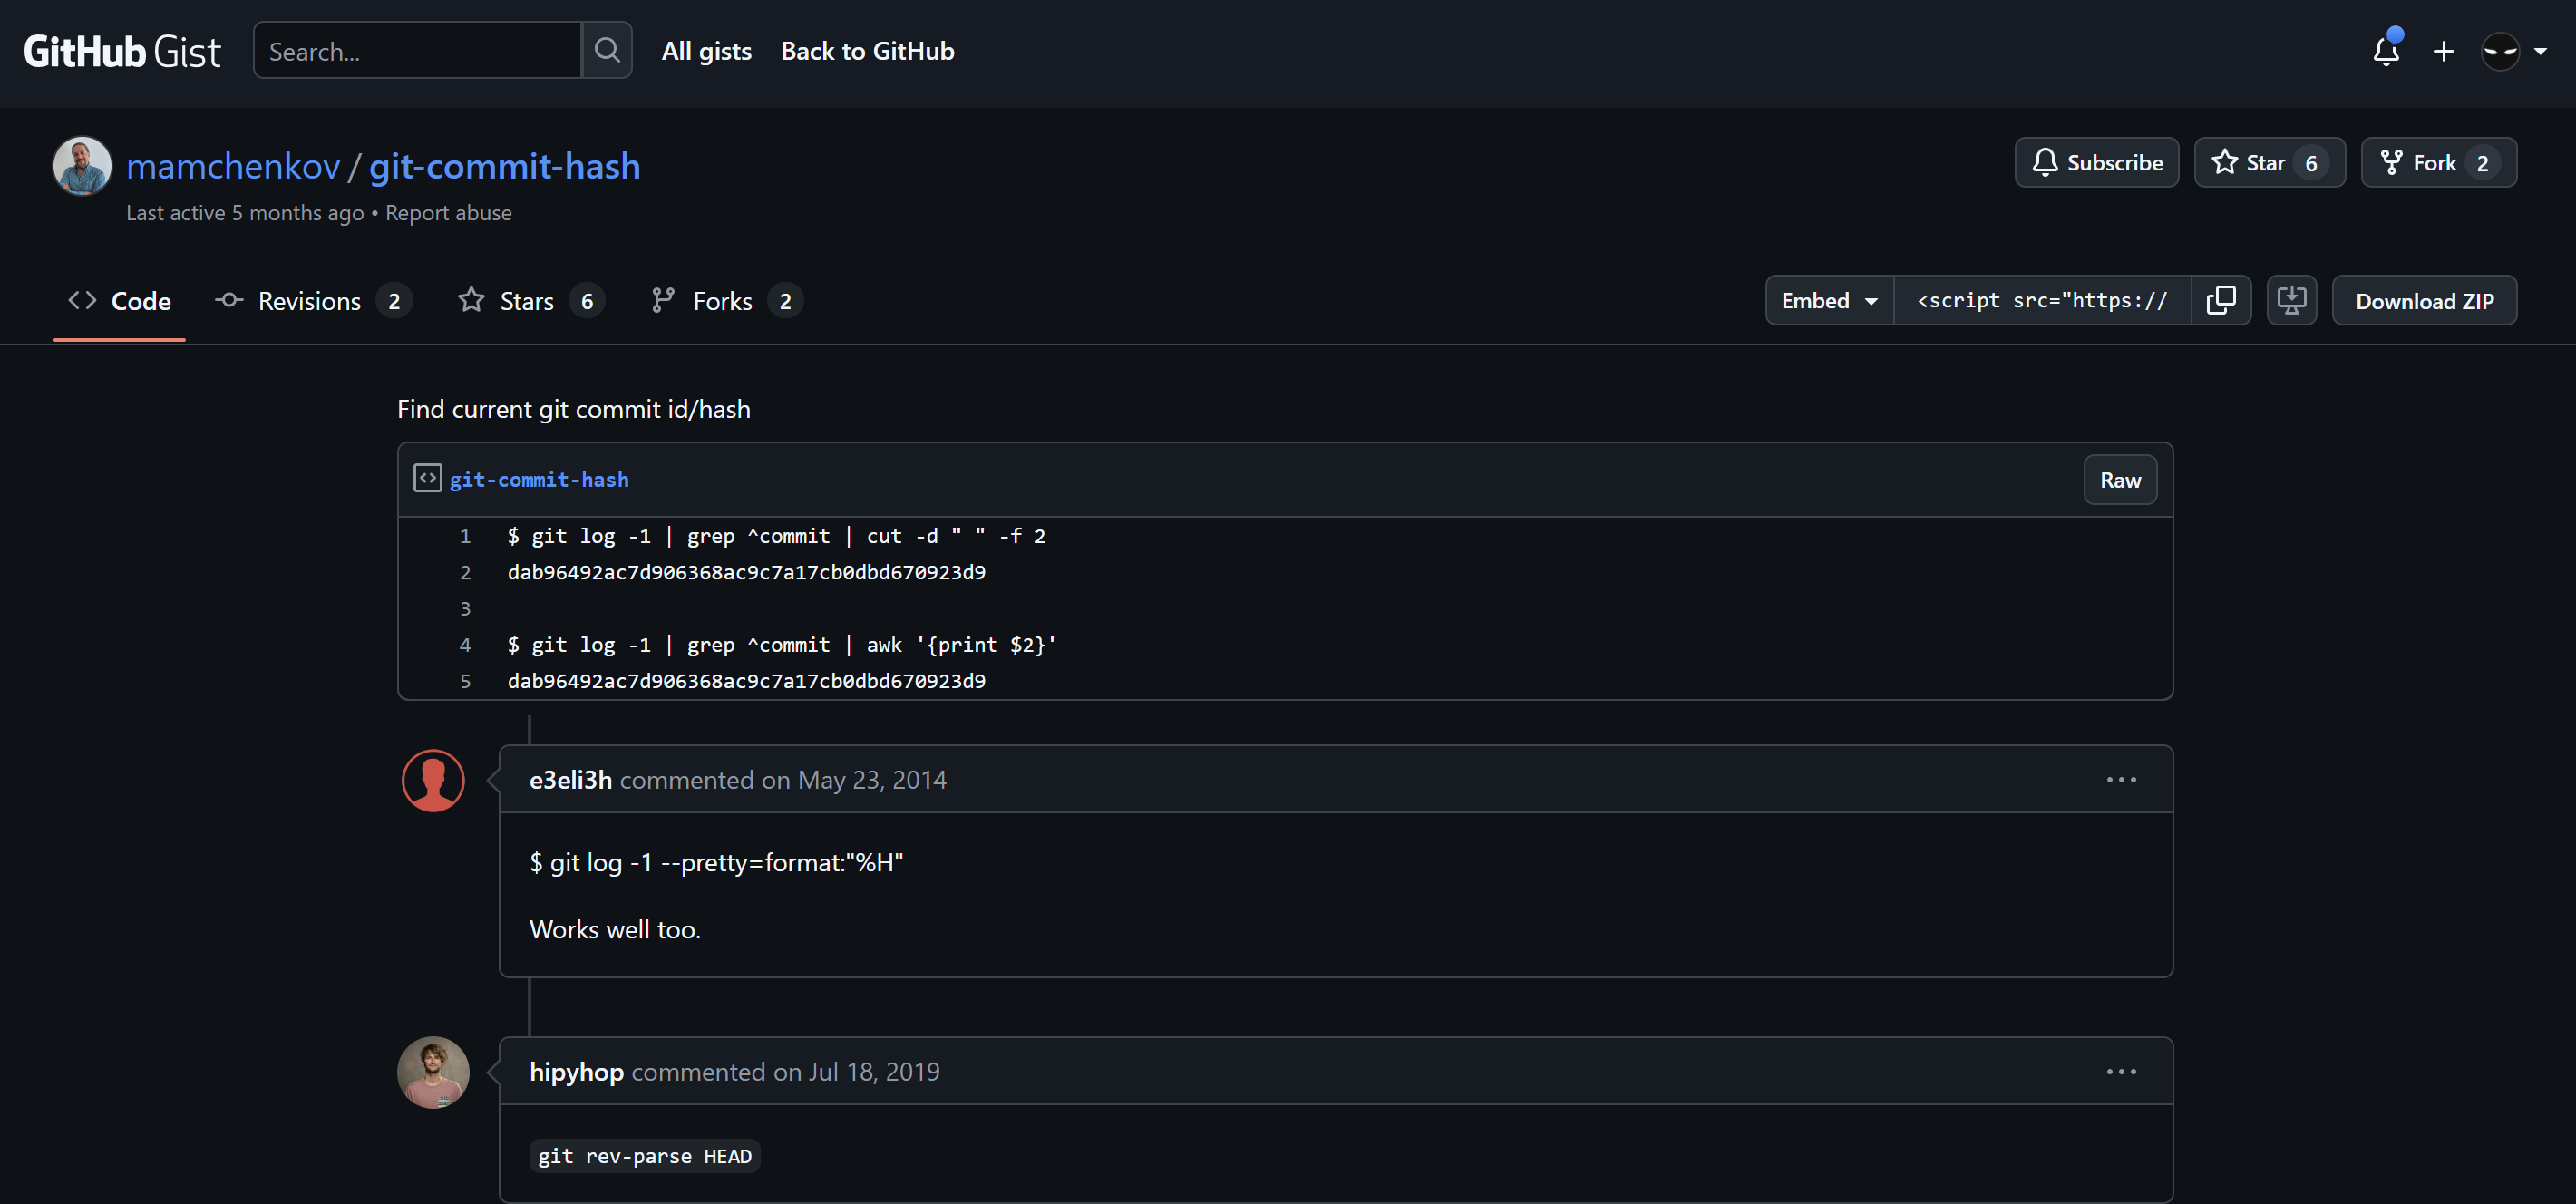 GitHub Gist Search... All gists Back to GitHub
mamchenkov / git-commit-hash
Subscribe Star 6 Fork 2
Last active 5 months ago • Report abuse
Code Revisions 2 Stars 6 Forks 2 Embed <script src="https:// Download ZIP
Find current git commit id/hash
git-commit-hash Raw
1 $ git log -1 | grep ^commit | cut -d " " -f 2
2 dab96492ac7d906368ac9c7a17cb0dbd670923d9
3
4 $ git log -1 | grep ^commit | awk '{print $2}'
5 dab96492ac7d906368ac9c7a17cb0dbd670923d9
e3eli3h commented on May 23, 2014
$ git log -1 --pretty=format:"%H"
Works well too.
hipyhop commented on Jul 18, 2019
git rev-parse HEAD